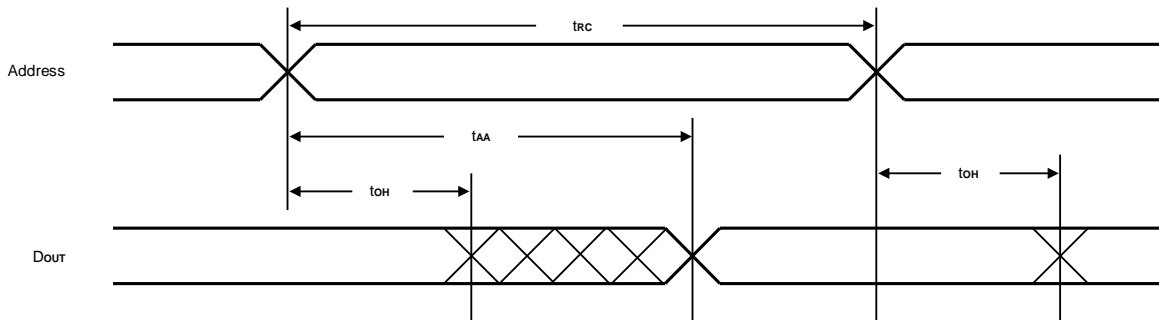 tRC
Address
tAA
tOH
tOH
DOUT